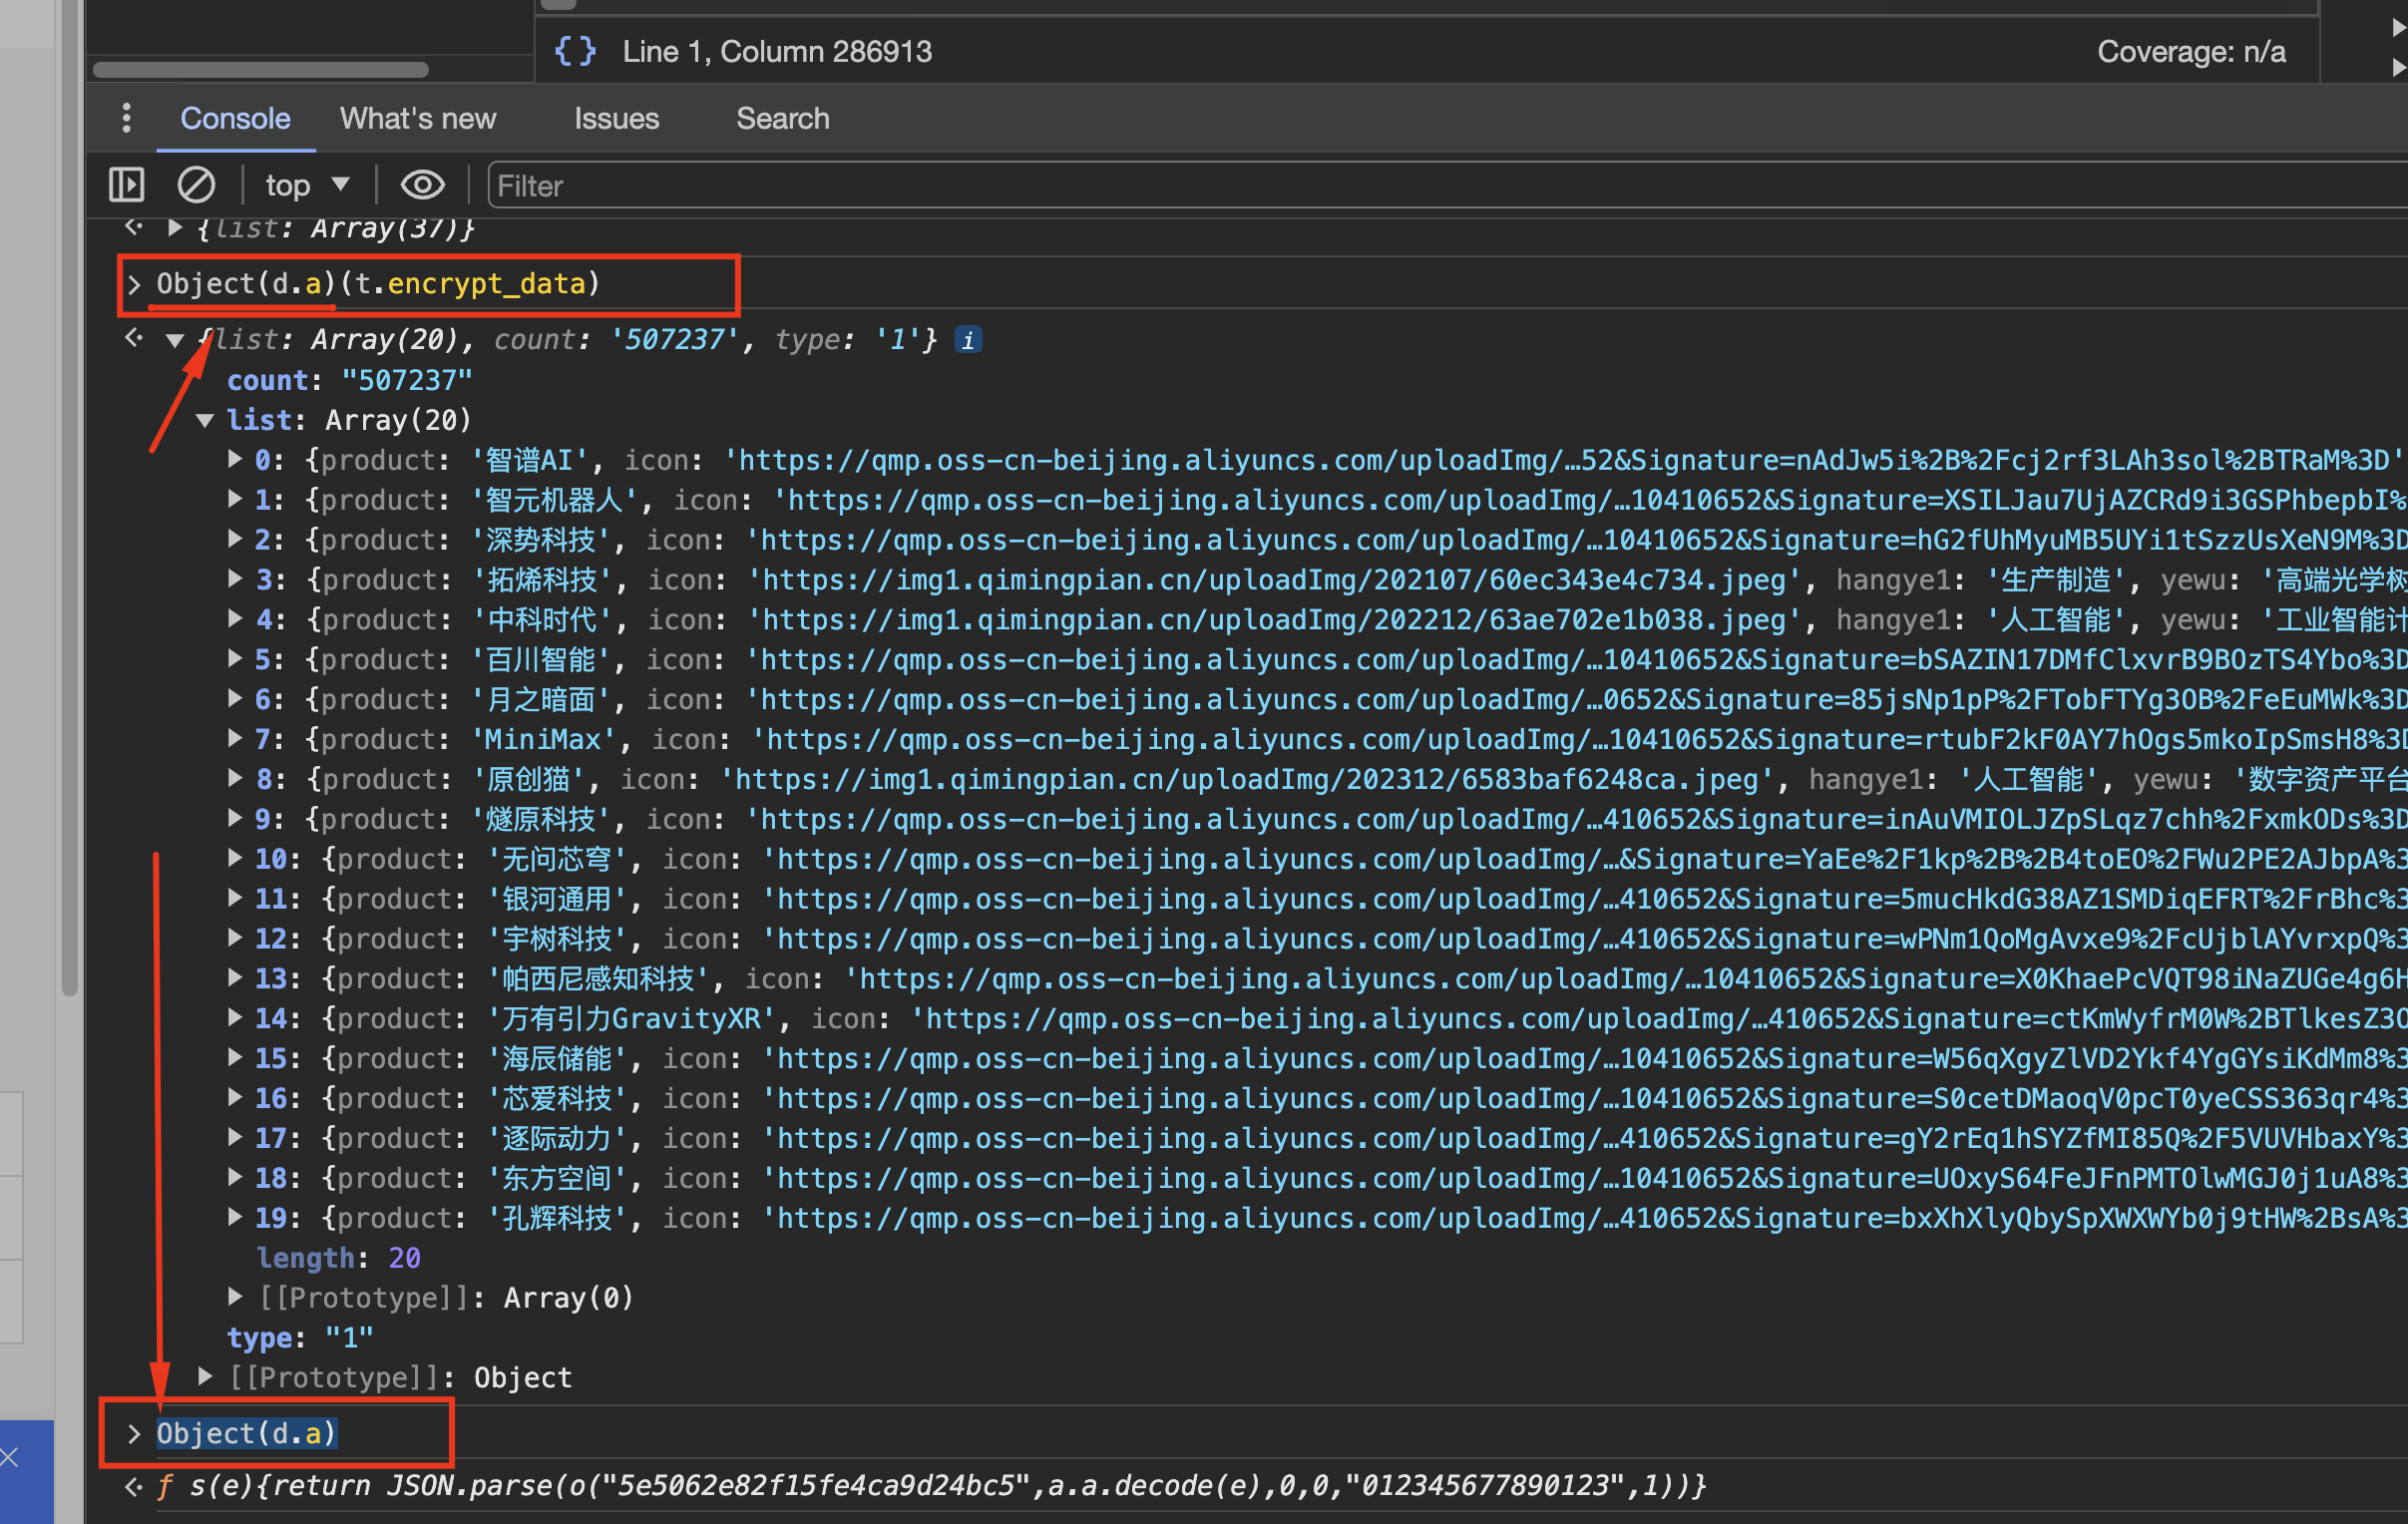 {} Line 1, Column 286913 Coverage: n/a
Console What's new Issues Search
top Filter
{list: Array(37)}
Object(d.a)(t.encrypt_data)
{list: Array(20), count: '507237', type: '1'} i
count: "507237"
list: Array(20)
0: {product: '智谱AI', icon: 'https://qmp.oss-cn-beijing.aliyuncs.com/uploadImg/…52&Signature=nAdJw5i%2B%2Fcj2rf3LAh3sol%2BTRaM%3D'
1: {product: '智元机器人', icon: 'https://qmp.oss-cn-beijing.aliyuncs.com/uploadImg/…10410652&Signature=XSILJau7UjAZCRd9i3GSPhbepbI%
2: {product: '深势科技', icon: 'https://qmp.oss-cn-beijing.aliyuncs.com/uploadImg/…10410652&Signature=hG2fUhMyuMB5UYi1tSzzUsXeN9M%3D
3: {product: '拓烯科技', icon: 'https://img1.qimingpian.cn/uploadImg/202107/60ec343e4c734.jpeg', hangye1: '生产制造', yewu: '高端光学树
4: {product: '中科时代', icon: 'https://img1.qimingpian.cn/uploadImg/202212/63ae702e1b038.jpeg', hangye1: '人工智能', yewu: '工业智能计
5: {product: '百川智能', icon: 'https://qmp.oss-cn-beijing.aliyuncs.com/uploadImg/…10410652&Signature=bSAZIN17DMfClxvrB9BOzTS4Ybo%3D
6: {product: '月之暗面', icon: 'https://qmp.oss-cn-beijing.aliyuncs.com/uploadImg/…0652&Signature=85jsNp1pP%2FTobFTYg3OB%2FeEuMWk%3D
7: {product: 'MiniMax', icon: 'https://qmp.oss-cn-beijing.aliyuncs.com/uploadImg/…10410652&Signature=rtubF2kF0AY7hOgs5mkoIpSmsH8%3D
8: {product: '原创猫', icon: 'https://img1.qimingpian.cn/uploadImg/202312/6583baf6248ca.jpeg', hangye1: '人工智能', yewu: '数字资产平台
9: {product: '燧原科技', icon: 'https://qmp.oss-cn-beijing.aliyuncs.com/uploadImg/…410652&Signature=inAuVMIOLJZpSLqz7chh%2FxmkODs%3D
10: {product: '无问芯穹', icon: 'https://qmp.oss-cn-beijing.aliyuncs.com/uploadImg/…&Signature=YaEe%2F1kp%2B%2B4toEO%2FWu2PE2AJbpA%3
11: {product: '银河通用', icon: 'https://qmp.oss-cn-beijing.aliyuncs.com/uploadImg/…410652&Signature=5mucHkdG38AZ1SMDiqEFRT%2FrBhc%3
12: {product: '宇树科技', icon: 'https://qmp.oss-cn-beijing.aliyuncs.com/uploadImg/…410652&Signature=wPNm1QoMgAvxe9%2FcUjblAYvrxpQ%3
13: {product: '帕西尼感知科技', icon: 'https://qmp.oss-cn-beijing.aliyuncs.com/uploadImg/…10410652&Signature=X0KhaePcVQT98iNaZUGe4g6H
14: {product: '万有引力GravityXR', icon: 'https://qmp.oss-cn-beijing.aliyuncs.com/uploadImg/…410652&Signature=ctKmWyfrM0W%2BTlkesZ3O
15: {product: '海辰储能', icon: 'https://qmp.oss-cn-beijing.aliyuncs.com/uploadImg/…10410652&Signature=W56qXgyZlVD2Ykf4YgGYsiKdMm8%3
16: {product: '芯爱科技', icon: 'https://qmp.oss-cn-beijing.aliyuncs.com/uploadImg/…10410652&Signature=S0cetDMaoqV0pcT0yeCSS363qr4%3
17: {product: '逐际动力', icon: 'https://qmp.oss-cn-beijing.aliyuncs.com/uploadImg/…410652&Signature=gY2rEq1hSYZfMI85Q%2F5VUVHbaxY%3
18: {product: '东方空间', icon: 'https://qmp.oss-cn-beijing.aliyuncs.com/uploadImg/…10410652&Signature=UOxyS64FeJFnPMTOlwMGJ0j1uA8%3
19: {product: '孔辉科技', icon: 'https://qmp.oss-cn-beijing.aliyuncs.com/uploadImg/…410652&Signature=bxXhXlyQbySpXWXWYb0j9tHW%2BsA%3
length: 20
[[Prototype]]: Array(0)
type: "1"
[[Prototype]]: Object
Object(d.a)
ƒ s(e){return JSON.parse(o("5e5062e82f15fe4ca9d24bc5",a.a.decode(e),0,0,"012345677890123",1))}